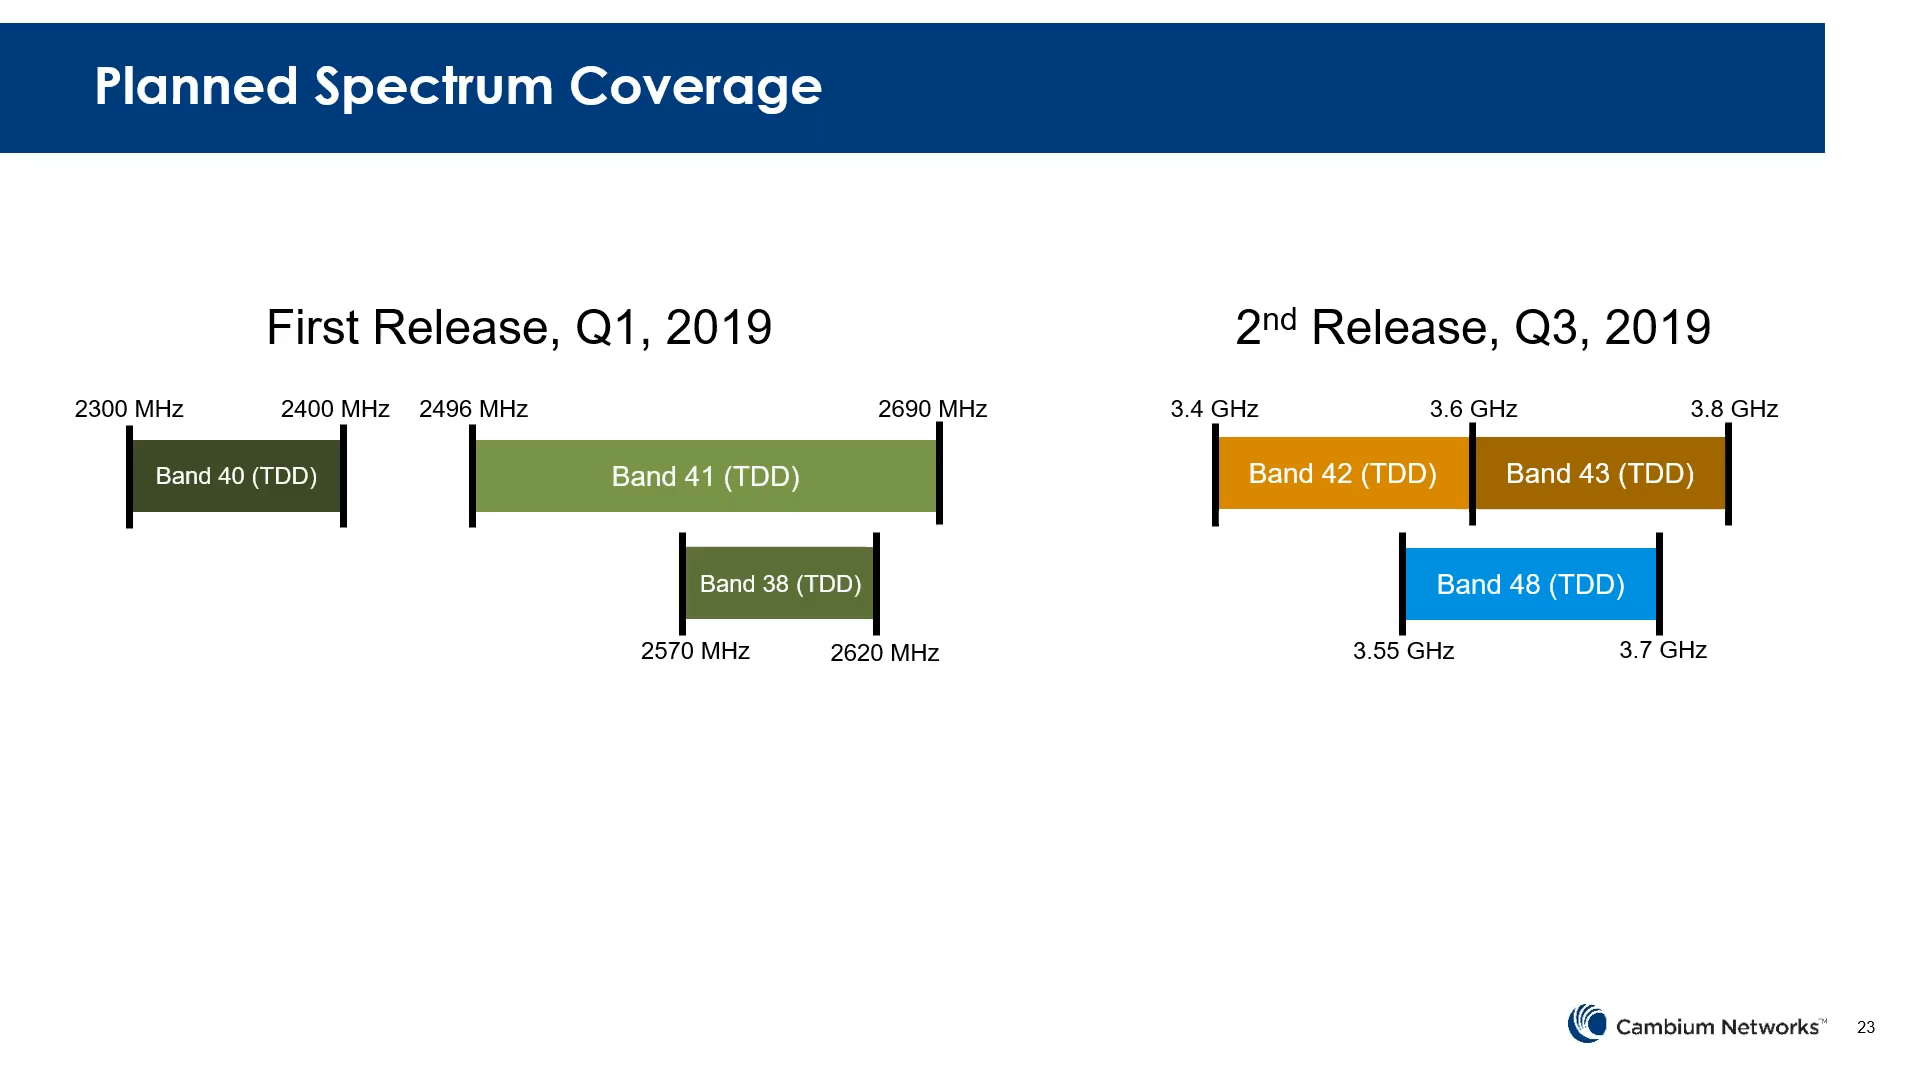 Planned Spectrum Coverage
First Release, Q1, 2019
2nd Release, Q3, 2019
2300 MHz
2400 MHz
2496 MHz
2690 MHz
3.4 GHz
3.6 GHz
3.8 GHz
Band 40 (TDD)
Band 41 (TDD)
Band 42 (TDD)
Band 43 (TDD)
Band 38 (TDD)
Band 48 (TDD)
2570 MHz
2620 MHz
3.55 GHz
3.7 GHz
Cambium Networks™
23